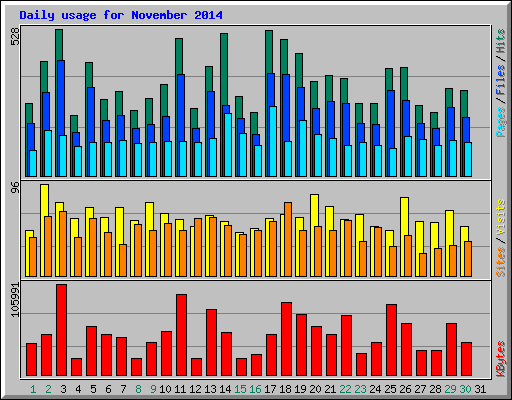 Daily usage for November 2014
528
Pages / Files / Hits
96
Sites / Visits
105991
KBytes
1 2 3 4 5 6 7 8 9 10 11 12 13 14 15 16 17 18 19 20 21 22 23 24 25 26 27 28 29 30 31